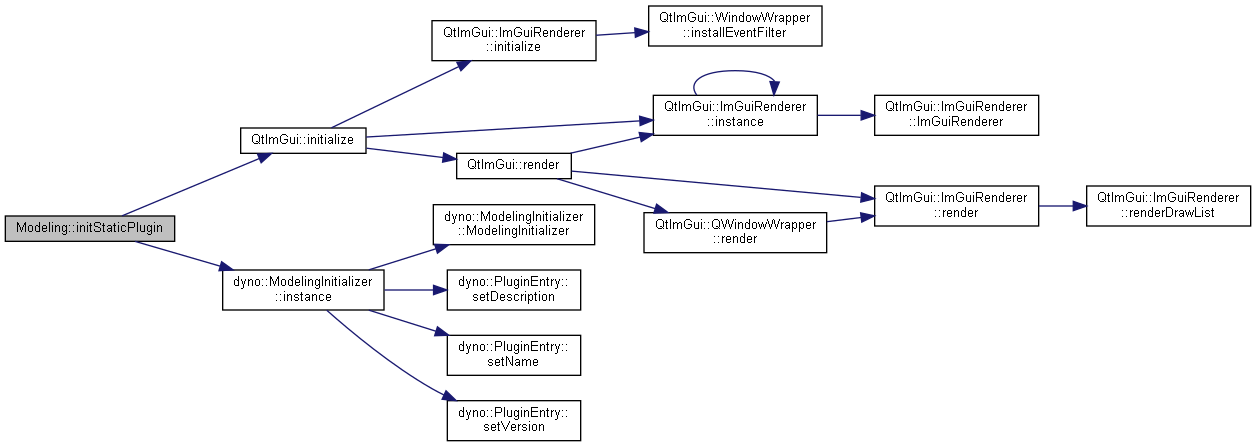 Modeling::initStaticPlugin
QtImGui::initialize
QtImGui::ImGuiRenderer
::initialize
QtImGui::WindowWrapper
::installEventFilter
QtImGui::ImGuiRenderer
::instance
QtImGui::ImGuiRenderer
::ImGuiRenderer
QtImGui::render
QtImGui::ImGuiRenderer
::render
QtImGui::ImGuiRenderer
::renderDrawList
QtImGui::QWindowWrapper
::render
dyno::ModelingInitializer
::instance
dyno::ModelingInitializer
::ModelingInitializer
dyno::PluginEntry::
setDescription
dyno::PluginEntry::
setName
dyno::PluginEntry::
setVersion